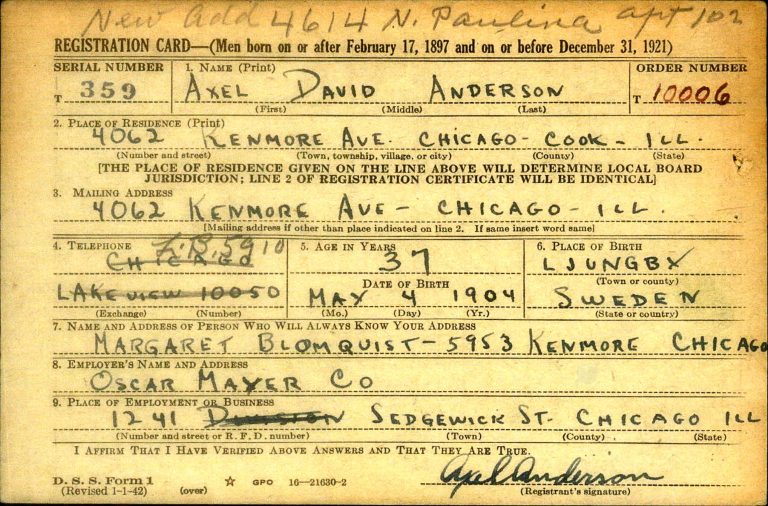 New Add 4614 N. Paulina apt 102
REGISTRATION CARD—(Men born on or after February 17, 1897 and on or before December 31, 1921)
SERIAL NUMBER 1. NAME (Print) ORDER NUMBER
T 359 AXEL DAVID ANDERSON T 10006
(First) (Middle) (Last)
2. PLACE OF RESIDENCE (Print)
4062 KENMORE AVE. CHICAGO - COOK - ILL.
(Number and street) (Town, township, village, or city) (County) (State)
[THE PLACE OF RESIDENCE GIVEN ON THE LINE ABOVE WILL DETERMINE LOCAL BOARD
JURISDICTION; LINE 2 OF REGISTRATION CERTIFICATE WILL BE IDENTICAL]
3. MAILING ADDRESS
4062 KENMORE AVE - CHICAGO - ILL.
[Mailing address if other than place indicated on line 2. If same insert word same]
4. TELEPHONE 5. AGE IN YEARS 6. PLACE OF BIRTH
5910
CHICAGO 37 LJUNGBY
DATE OF BIRTH (Town or county)
LAKEVIEW 10050 MAY 4 1904 SWEDEN
(Exchange) (Number) (Mo.) (Day) (Yr.) (State or country)
7. NAME AND ADDRESS OF PERSON WHO WILL ALWAYS KNOW YOUR ADDRESS
MARGARET BLOMQUIST - 5953 KENMORE CHICAGO
8. EMPLOYER'S NAME AND ADDRESS
OSCAR MAYER CO
9. PLACE OF EMPLOYMENT OR BUSINESS
1241 DIVISION SEDGEWICK ST. CHICAGO ILL
(Number and street or R. F. D. number) (Town) (County) (State)
I AFFIRM THAT I HAVE VERIFIED ABOVE ANSWERS AND THAT THEY ARE TRUE.
Axel Anderson
D. S. S. Form 1
(Revised 1-1-42) (over) ☆ GPO 16—21630-2 (Registrant's signature)